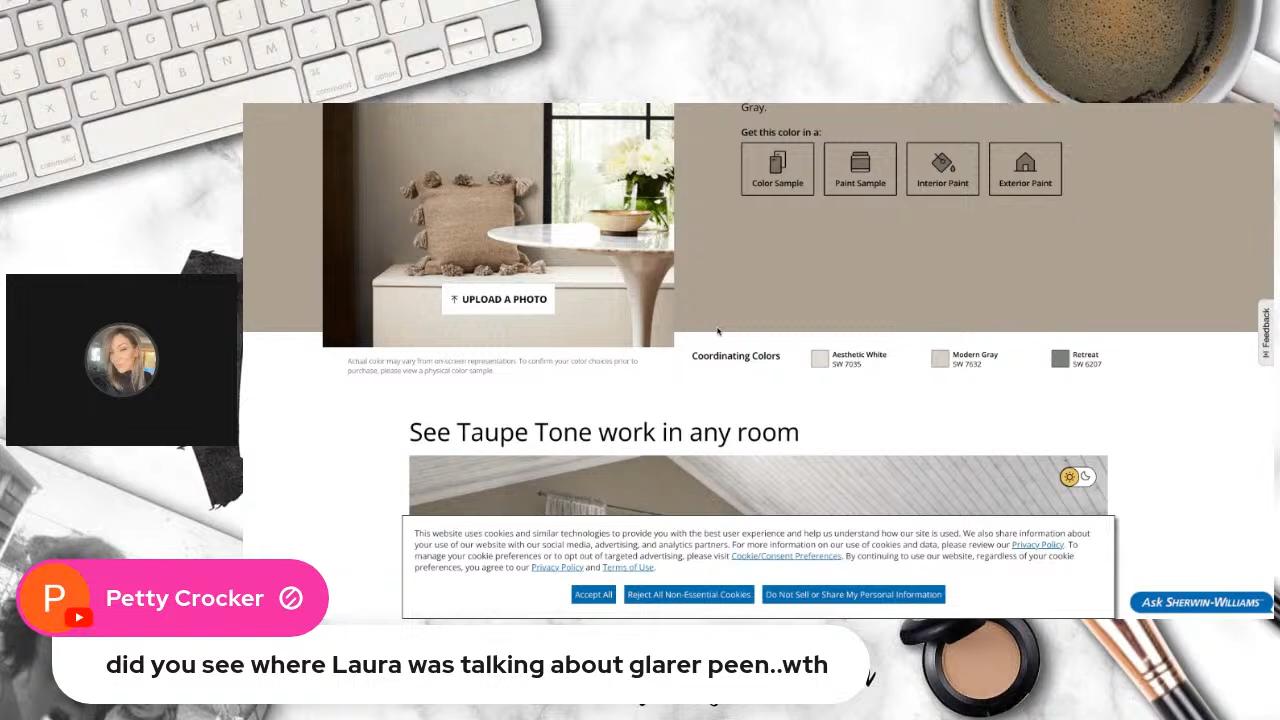 E
R
T
Y
U
I
O
P
S
D
F
G
H
J
K
L
X
C
V
B
N
M
command
option
command
Gray.
Get this color in a:
Color Sample
Paint Sample
Interior Paint
Exterior Paint
UPLOAD A PHOTO
Feedback
Actual color may vary from on-screen representation. To confirm your color choices prior to
purchase, please view a physical color sample.
Coordinating Colors
Aesthetic White
SW 7035
Modern Gray
SW 7632
Retreat
SW 6207
See Taupe Tone work in any room
This website uses cookies and similar technologies to provide you with the best user experience and help us understand how our site is used. We also share information about
your use of our website with our social media, advertising, and analytics partners. For more information on our use of cookies and data, please review our Privacy Policy. To
manage your cookie preferences or to opt out of targeted advertising, please visit Cookie/Consent Preferences. By continuing to use our website, regardless of your cookie
preferences, you agree to our Privacy Policy and Terms of Use.
Accept All
Reject All Non-Essential Cookies
Do Not Sell or Share My Personal Information
Ask SHERWIN-WILLIAMS
P
Petty Crocker
did you see where Laura was talking about glarer peen..wth